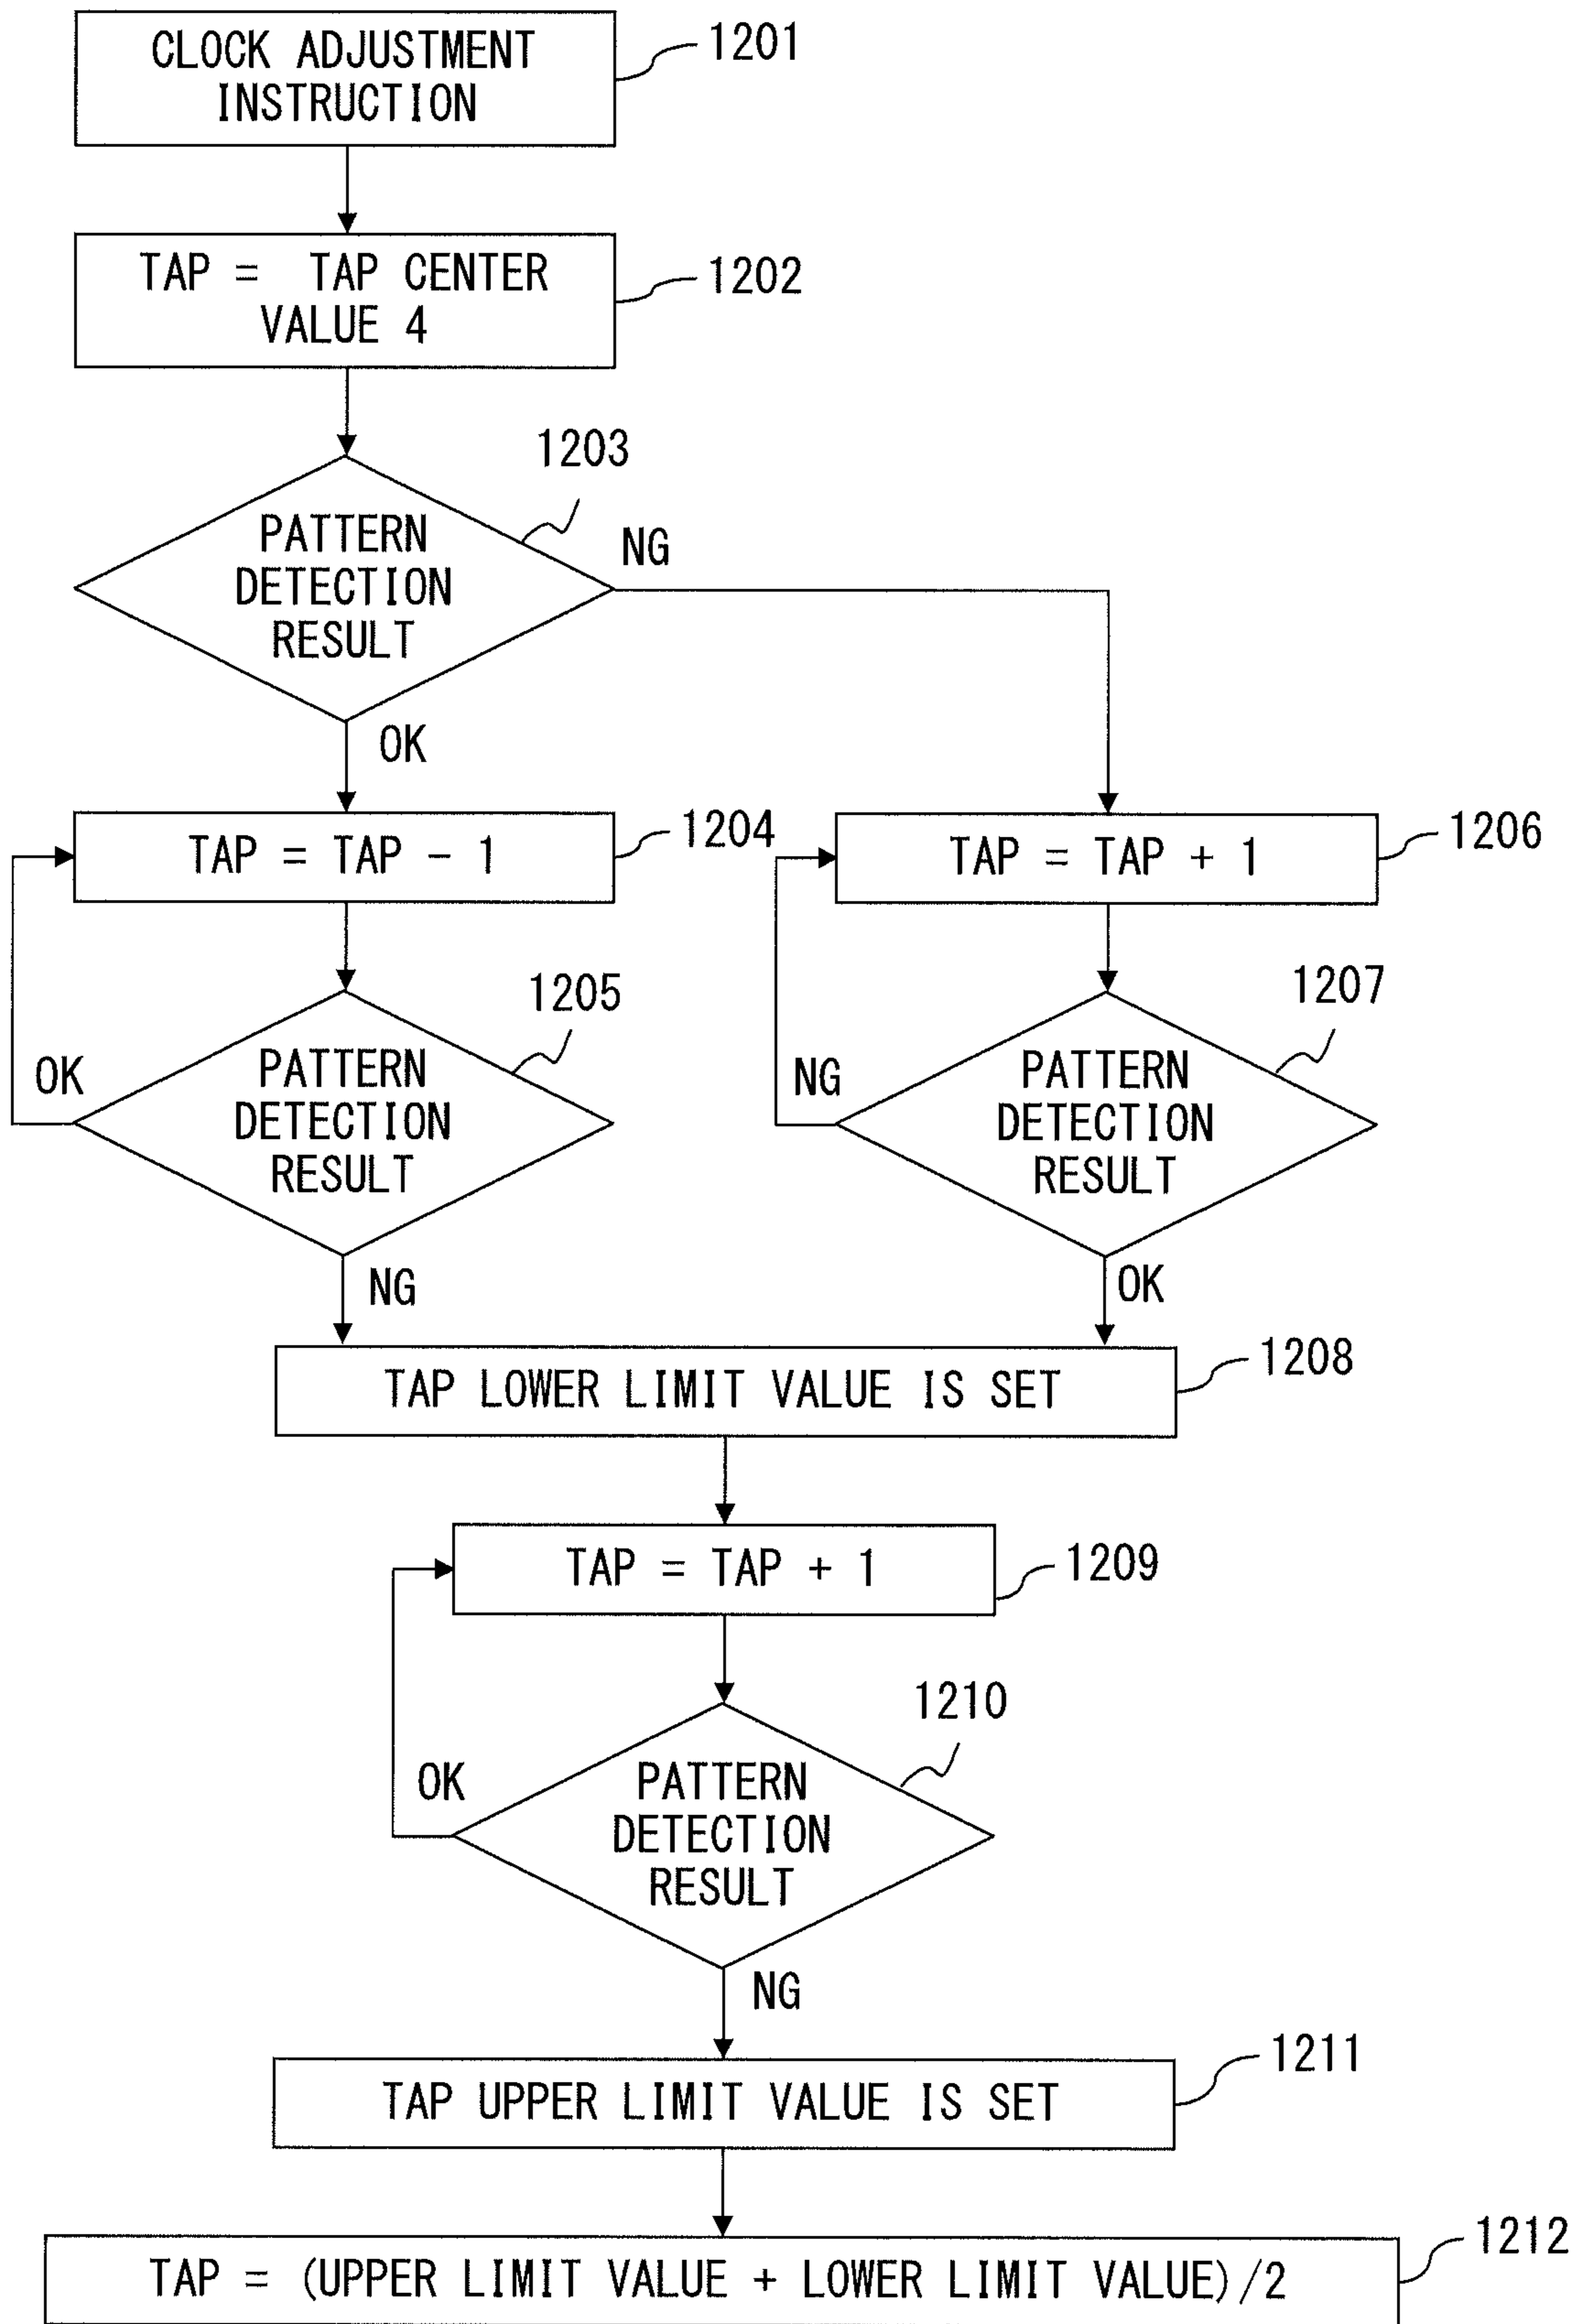 CLOCK ADJUSTMENT
INSTRUCTION
1201
TAP = TAP CENTER
VALUE 4
1202
1203
PATTERN
DETECTION
RESULT
NG
OK
TAP = TAP - 1
1204
TAP = TAP + 1
1206
1205
OK
PATTERN
DETECTION
RESULT
NG
1207
NG
PATTERN
DETECTION
RESULT
OK
TAP LOWER LIMIT VALUE IS SET
1208
TAP = TAP + 1
1209
1210
OK
PATTERN
DETECTION
RESULT
NG
TAP UPPER LIMIT VALUE IS SET
1211
TAP = (UPPER LIMIT VALUE + LOWER LIMIT VALUE)/2
1212